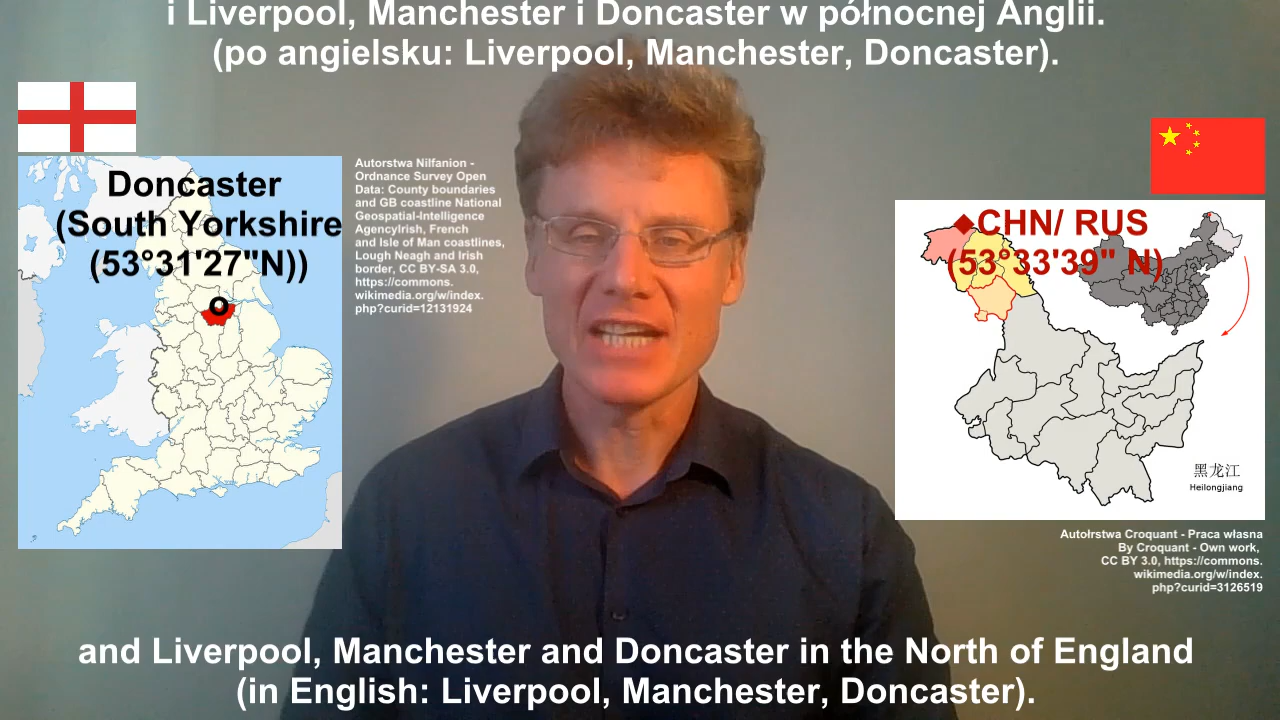 i Liverpool, Manchester i Doncaster w północnej Anglii.
(po angielsku: Liverpool, Manchester, Doncaster).
Doncaster
(South Yorkshire
(53°31'27"N))
Autorstwa Nilfanion -
Ordnance Survey Open
Data: County boundaries
and GB coastline National
Geospatial-Intelligence
AgencyIrish, French
and Isle of Man coastlines,
Lough Neagh and Irish
border, CC BY-SA 3.0,
https://commons.
wikimedia.org/w/index.
php?curid=12131924
◆CHN/ RUS
(53°33'39" N)
黑龙江
Heilongjiang
Autołrstwa Croquant - Praca własna
By Croquant - Own work,
CC BY 3.0, https://commons.
wikimedia.org/w/index.
php?curid=3126519
and Liverpool, Manchester and Doncaster in the North of England
(in English: Liverpool, Manchester, Doncaster).